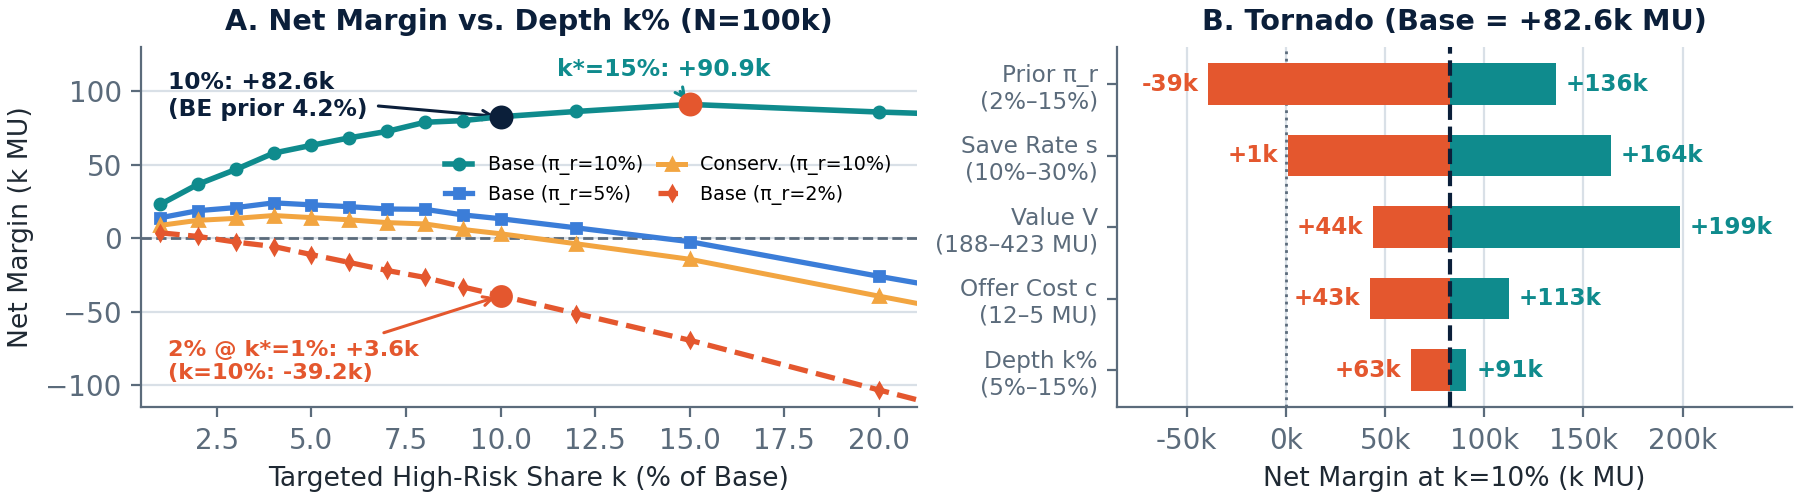 A. Net Margin vs. Depth k% (N=100k)
Net Margin (k MU)
100
50
0
−50
−100
10%: +82.6k
(BE prior 4.2%)
k*=15%: +90.9k
Base (π_r=10%)
Base (π_r=5%)
Conserv. (π_r=10%)
Base (π_r=2%)
2% @ k*=1%: +3.6k
(k=10%: -39.2k)
2.5 5.0 7.5 10.0 12.5 15.0 17.5 20.0
Targeted High-Risk Share k (% of Base)
B. Tornado (Base = +82.6k MU)
Prior π_r
(2%–15%)
-39k +136k
Save Rate s
(10%–30%)
+1k +164k
Value V
(188–423 MU)
+44k +199k
Offer Cost c
(12–5 MU)
+43k +113k
Depth k%
(5%–15%)
+63k +91k
-50k 0k 50k 100k 150k 200k
Net Margin at k=10% (k MU)